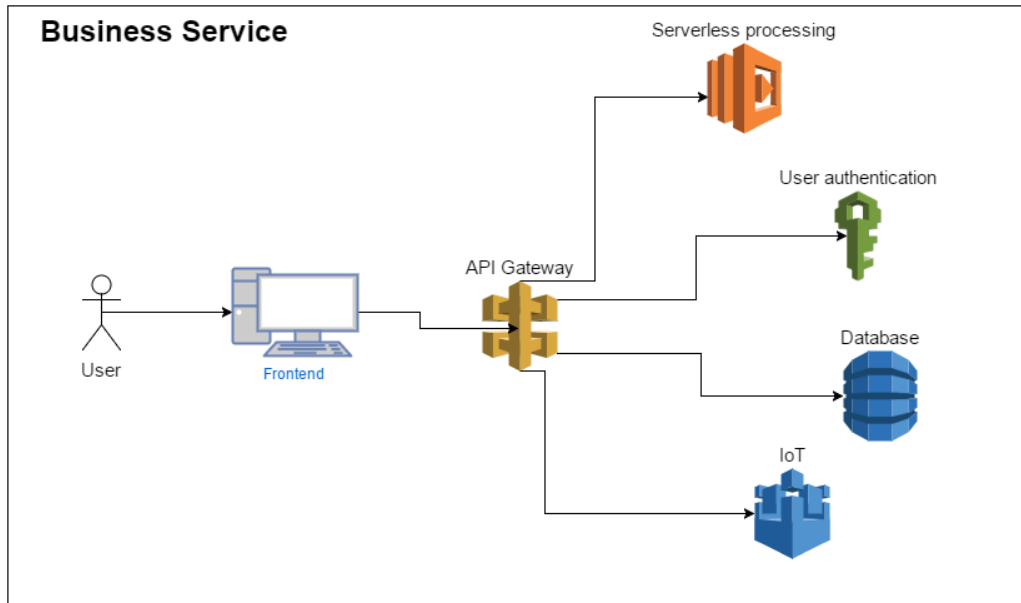 Business Service
Serverless processing
User authentication
API Gateway
Database
User
Frontend
IoT